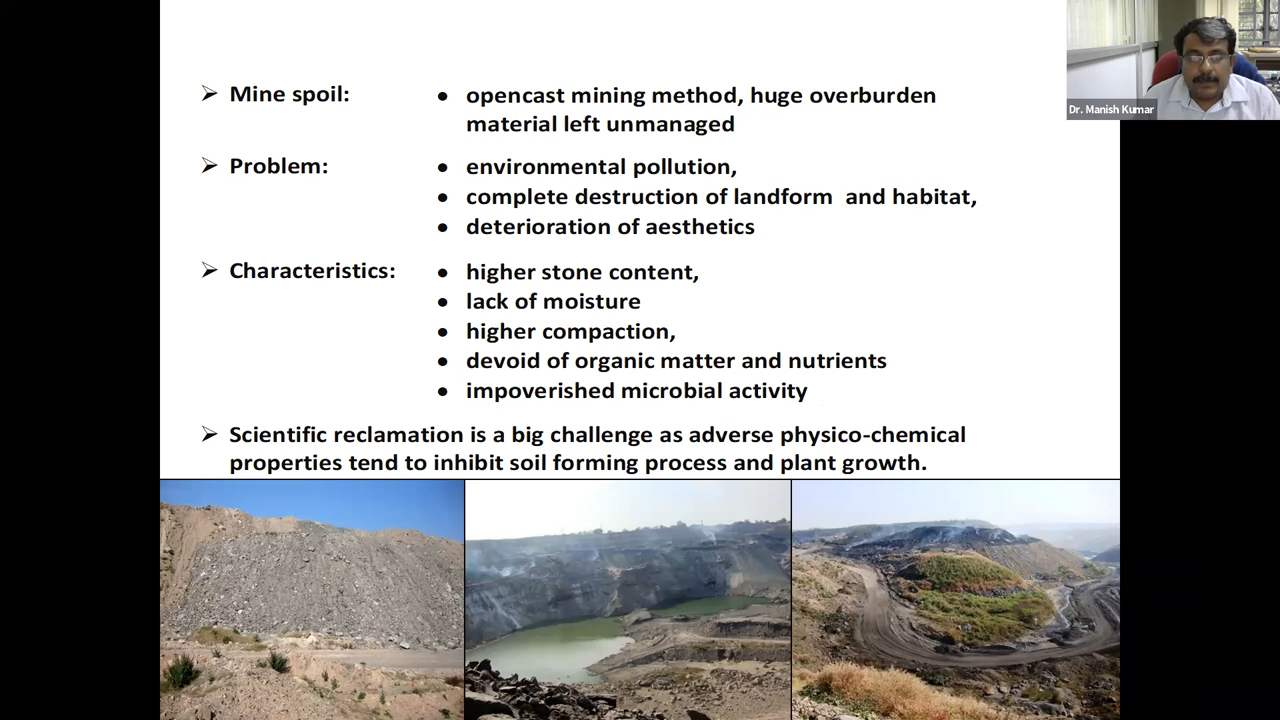 Dr. Manish Kumar
➢ Mine spoil:
• opencast mining method, huge overburden
material left unmanaged
➢ Problem:
• environmental pollution,
• complete destruction of landform and habitat,
• deterioration of aesthetics
➢ Characteristics:
• higher stone content,
• lack of moisture
• higher compaction,
• devoid of organic matter and nutrients
• impoverished microbial activity
➢ Scientific reclamation is a big challenge as adverse physico-chemical
properties tend to inhibit soil forming process and plant growth.